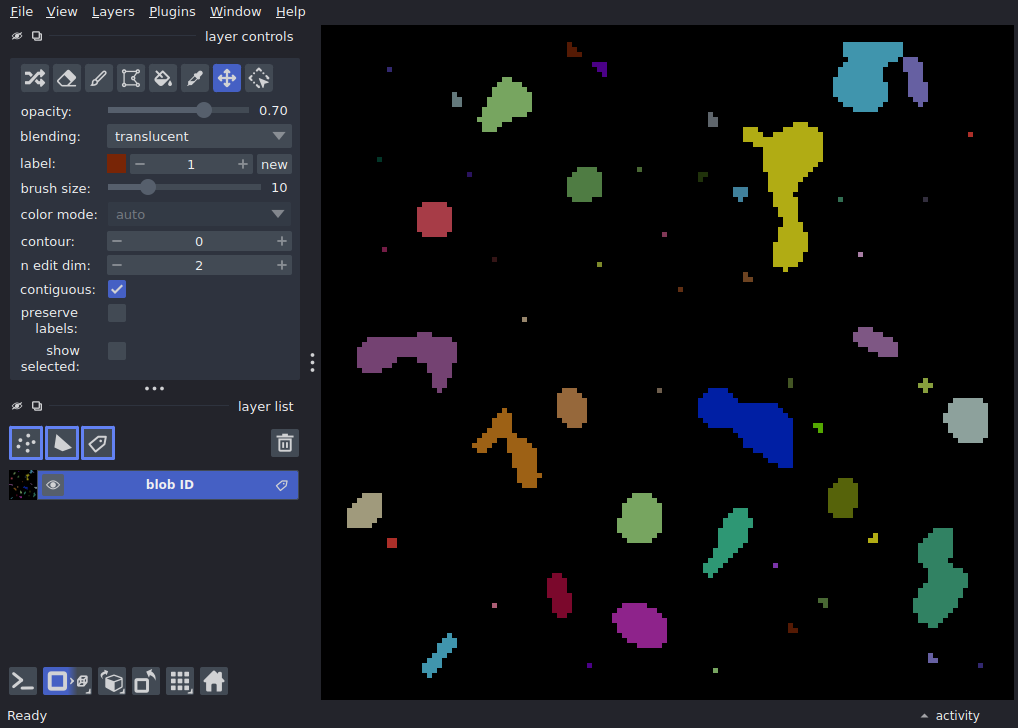 File View Layers Plugins Window Help
layer controls
opacity: 0.70
blending: translucent
label: 1 new
brush size: 10
color mode: auto
contour: 0
n edit dim: 2
contiguous:
preserve
labels:
show
selected:
layer list
blob ID
Ready
activity